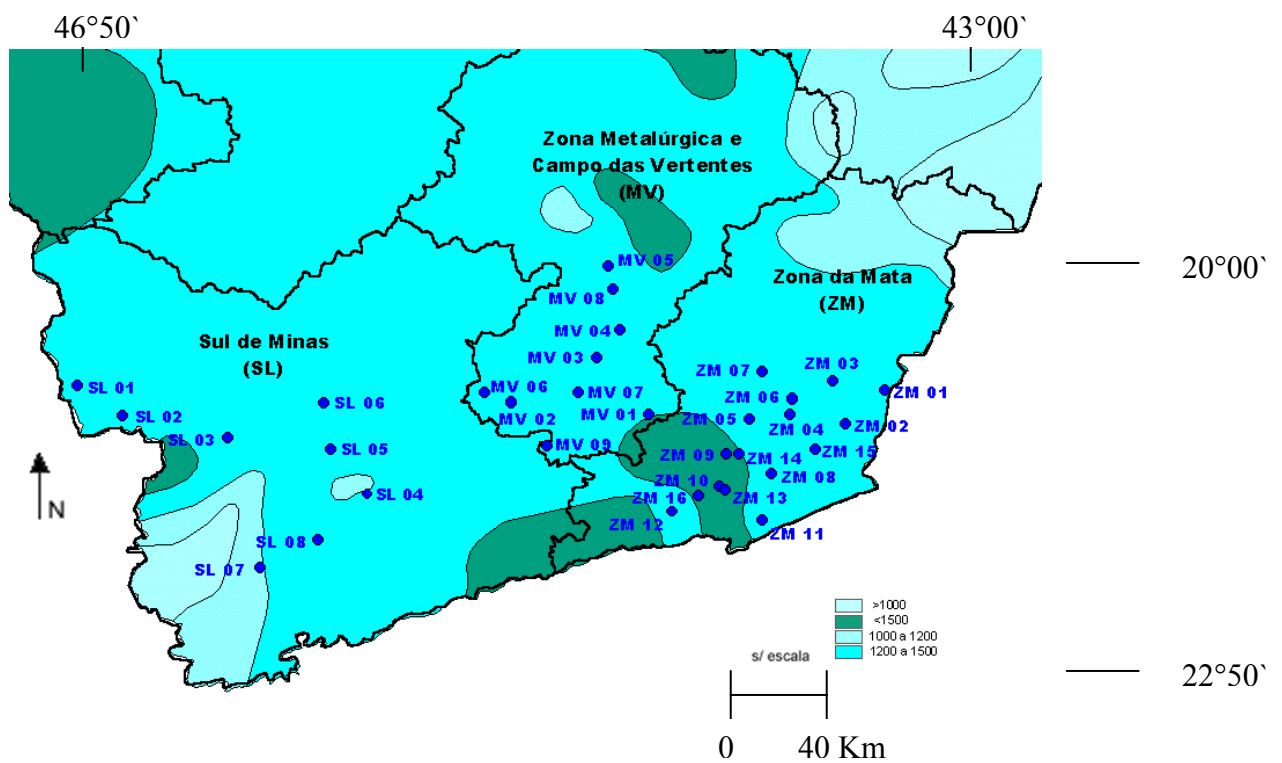 46°50`
43°00`
Zona Metalúrgica e
Campo das Vertentes
(MV)
MV 05
20°00`
Zona da Mata
(ZM)
MV 08
MV 04
Sul de Minas
(SL)
MV 03
ZM 07
ZM 03
SL 01
MV 06
MV 07
ZM 06
ZM 01
SL 02
SL 06
MV 02
MV 01
ZM 05
ZM 04
ZM 02
SL 03
SL 05
MV 09
ZM 09
ZM 14
ZM 15
N
SL 04
ZM 10
ZM 08
ZM 16
ZM 13
ZM 12
ZM 11
SL 08
SL 07
>1000
<1500
1000 a 1200
1200 a 1500
s/ escala
22°50`
0 40 Km